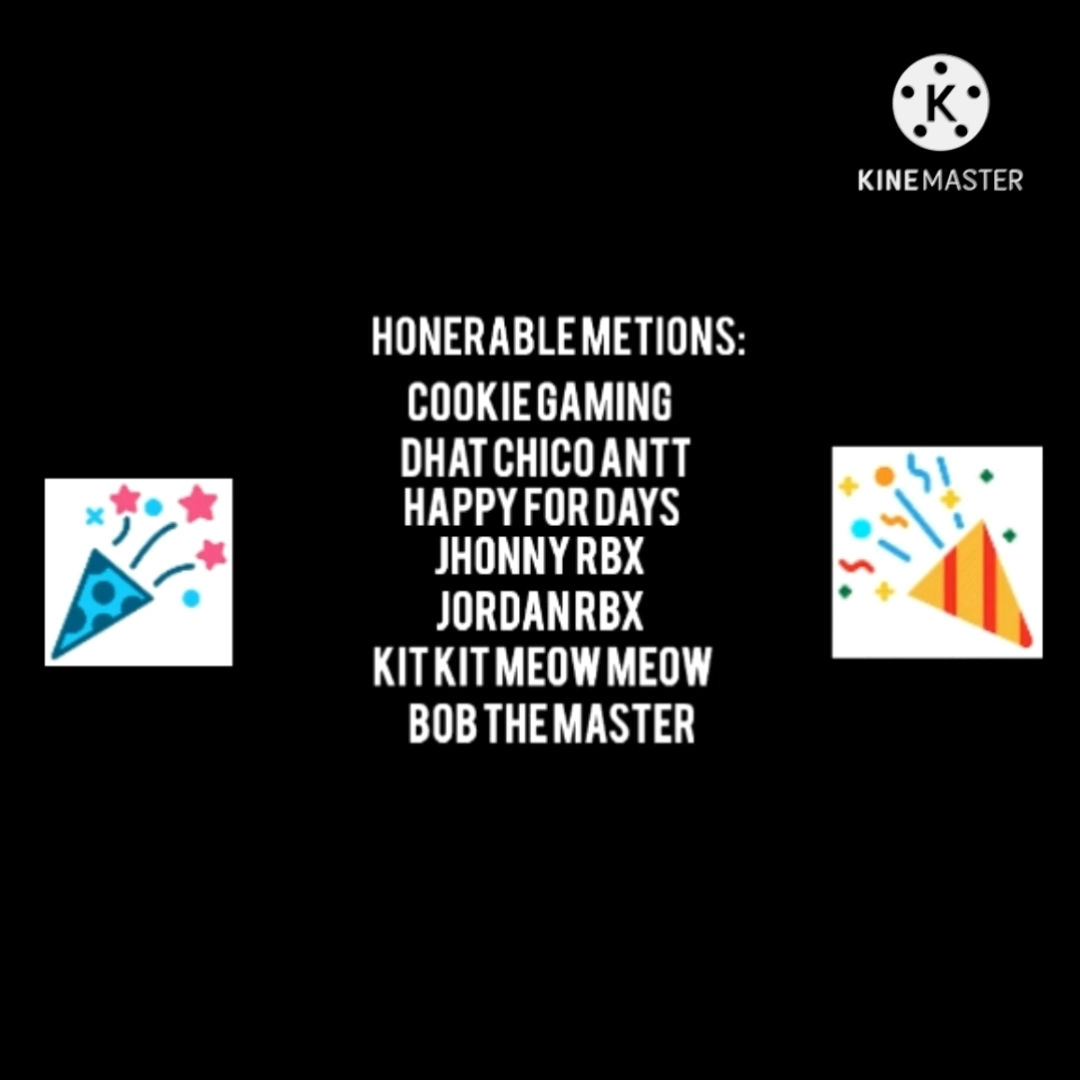 K
KINEMASTER
HONERABLE METIONS:
COOKIE GAMING
DHAT CHICO ANTT
HAPPY FOR DAYS
JHONNY RBX
JORDAN RBX
KIT KIT MEOW MEOW
BOB THE MASTER